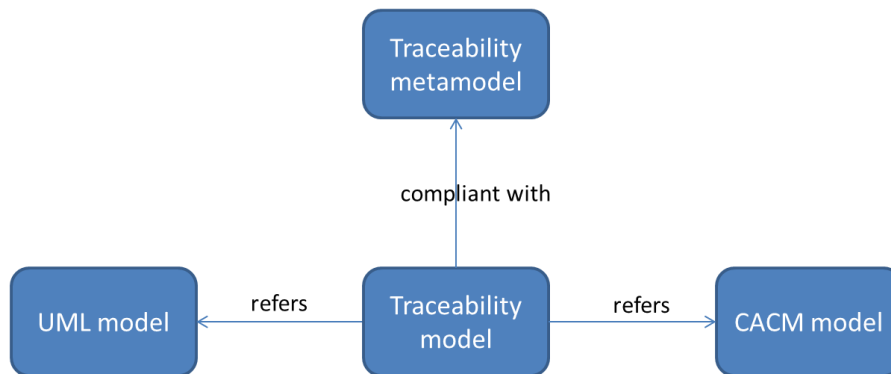 Traceability
metamodel
compliant with
UML model
refers
Traceability
model
refers
CACM model